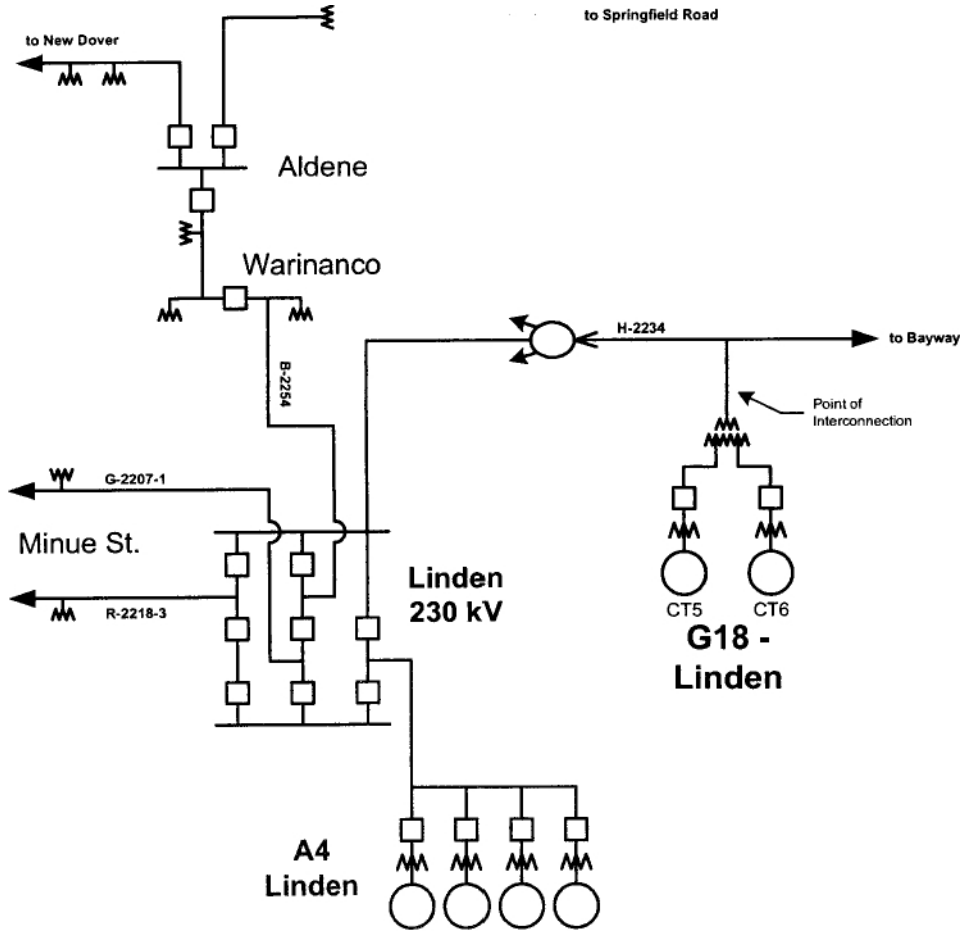 to Springfield Road
to New Dover
Aldene
Warinanco
H-2234
to Bayway
B-2254
Point of
Interconnection
G-2207-1
Minue St.
R-2218-3
Linden
230 kV
CT5
CT6
G18 -
Linden
A4
Linden